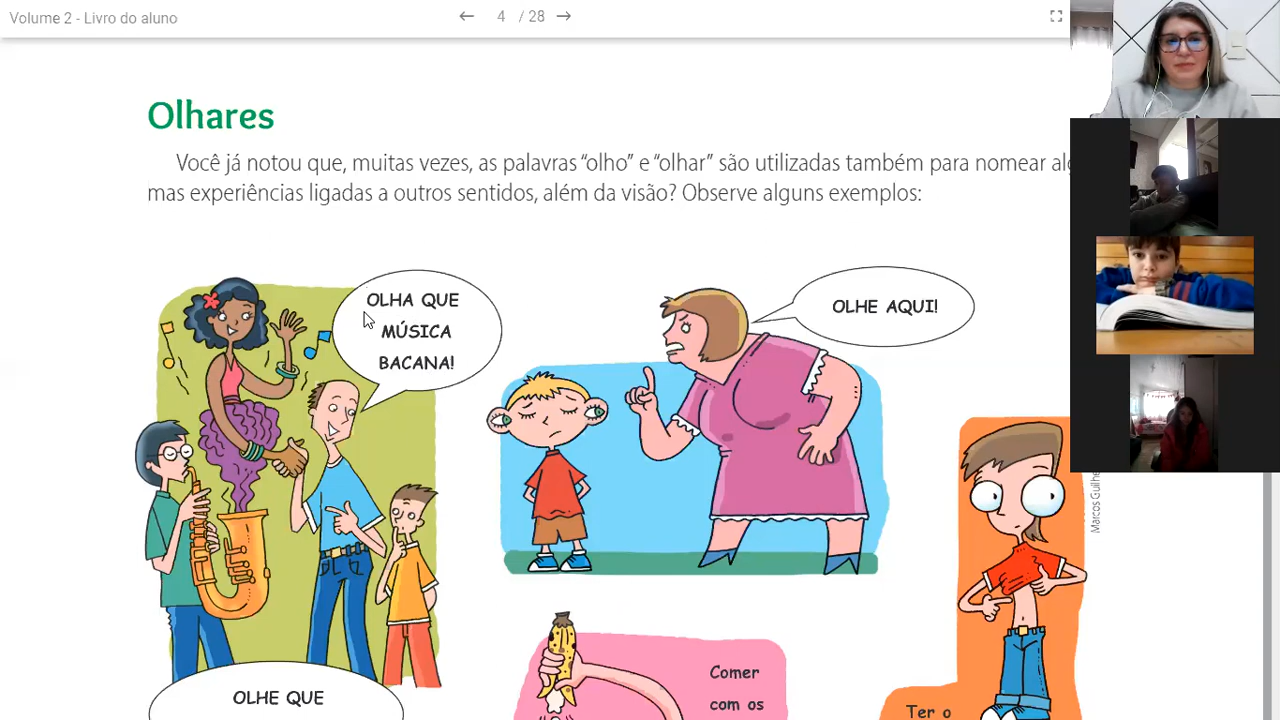 Volume 2 - Livro do aluno
4 / 28
Olhares
Você já notou que, muitas vezes, as palavras “olho” e “olhar” são utilizadas também para nomear
mas experiências ligadas a outros sentidos, além da visão? Observe alguns exemplos:
OLHA QUE
MÚSICA
BACANA!
OLHE AQUI!
Marcos
OLHE QUE
Comer
com os
Ter o